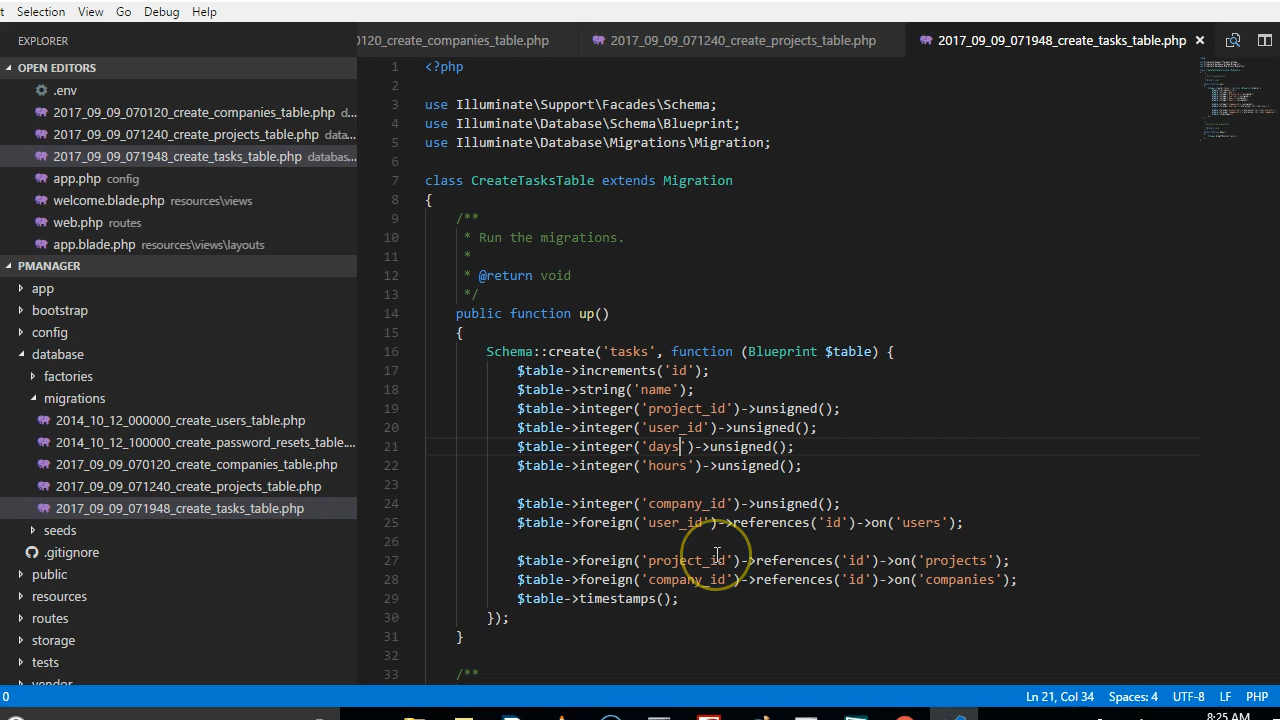 t Selection View Go Debug Help
EXPLORER
0120_create_companies_table.php 2017_09_09_071240_create_projects_table.php 2017_09_09_071948_create_tasks_table.php ×
OPEN EDITORS
.env
2017_09_09_070120_create_companies_table.php d...
2017_09_09_071240_create_projects_table.php data...
2017_09_09_071948_create_tasks_table.php databas...
app.php config
welcome.blade.php resources\views
web.php routes
app.blade.php resources\views\layouts
PMANAGER
app
bootstrap
config
database
factories
migrations
2014_10_12_000000_create_users_table.php
2014_10_12_100000_create_password_resets_table....
2017_09_09_070120_create_companies_table.php
2017_09_09_071240_create_projects_table.php
2017_09_09_071948_create_tasks_table.php
seeds
.gitignore
public
resources
routes
storage
tests
vendor
1 <?php
2
3 use Illuminate\Support\Facades\Schema;
4 use Illuminate\Database\Schema\Blueprint;
5 use Illuminate\Database\Migrations\Migration;
6
7 class CreateTasksTable extends Migration
8 {
9 /**
10 * Run the migrations.
11 *
12 * @return void
13 */
14 public function up()
15 {
16 Schema::create('tasks', function (Blueprint $table) {
17 $table->increments('id');
18 $table->string('name');
19 $table->integer('project_id')->unsigned();
20 $table->integer('user_id')->unsigned();
21 $table->integer('days')->unsigned();
22 $table->integer('hours')->unsigned();
23
24 $table->integer('company_id')->unsigned();
25 $table->foreign('user_id')->references('id')->on('users');
26
27 $table->foreign('project_id')->references('id')->on('projects');
28 $table->foreign('company_id')->references('id')->on('companies');
29 $table->timestamps();
30 });
31 }
32
33 /**
0 Ln 21, Col 34 Spaces: 4 UTF-8 LF PHP
8:25 AM